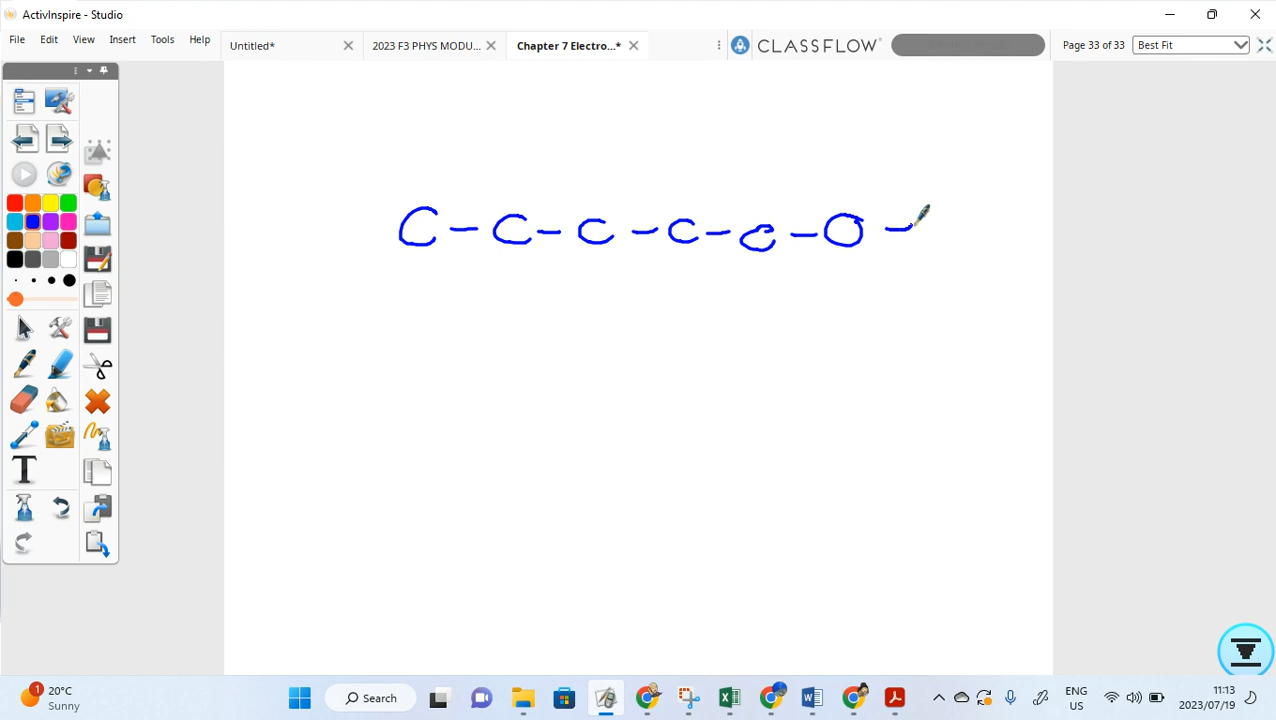 ActivInspire - Studio
File Edit View Insert Tools Help
Untitled*
2023 F3 PHYS MODU...
Chapter 7 Electro...*
CLASSFLOW
Page 33 of 33
Best Fit
C - C - C - C - C - O -
T
1
20°C
Sunny
Search
ENG
US
11:13
2023/07/19